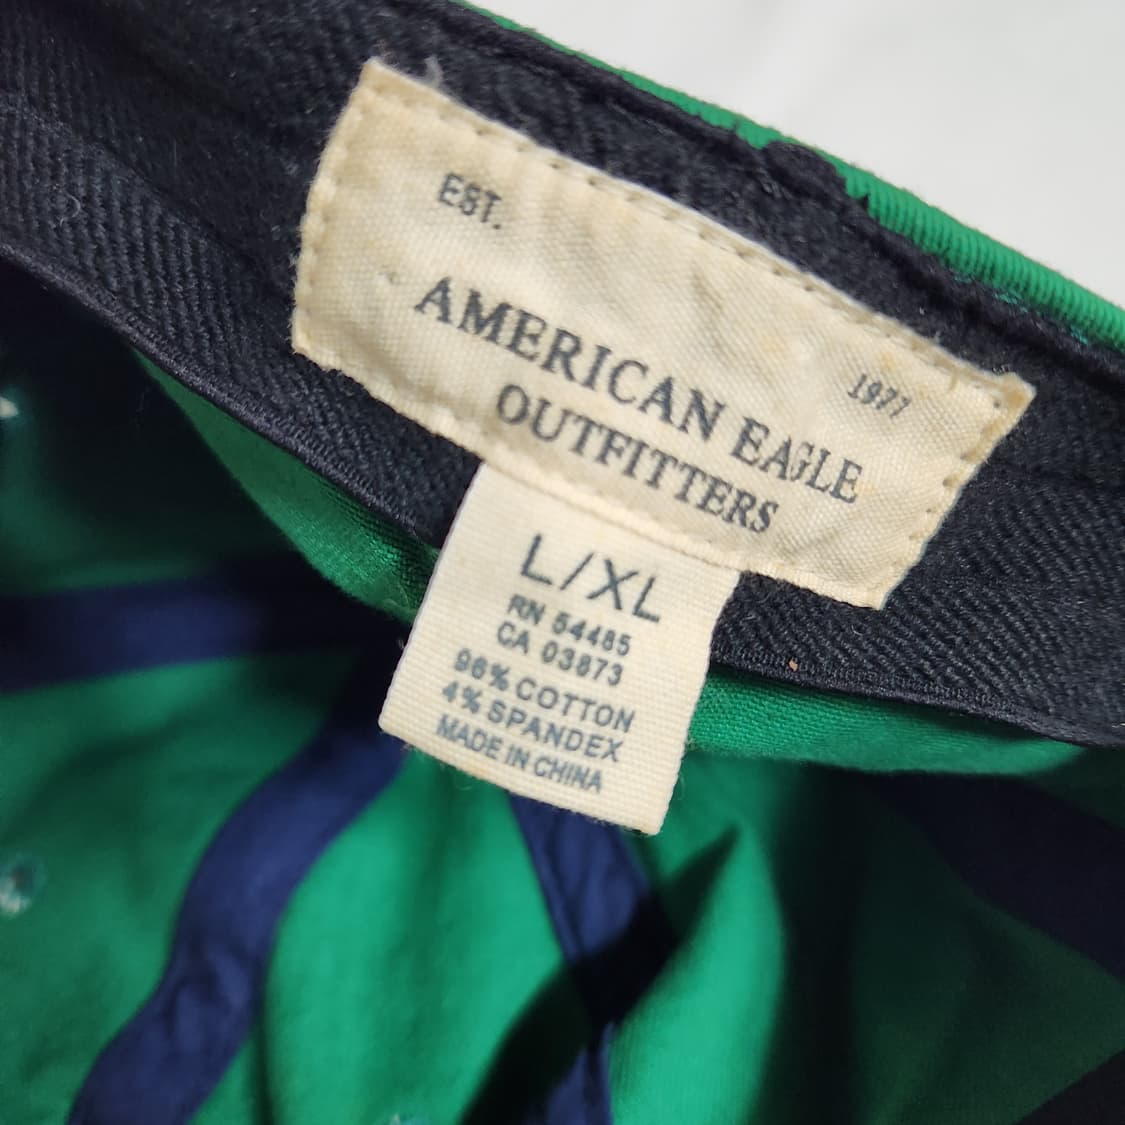 EST.
1977
AMERICAN EAGLE
OUTFITTERS
L/XL
RN 54485
CA 03873
96% COTTON
4% SPANDEX
MADE IN CHINA